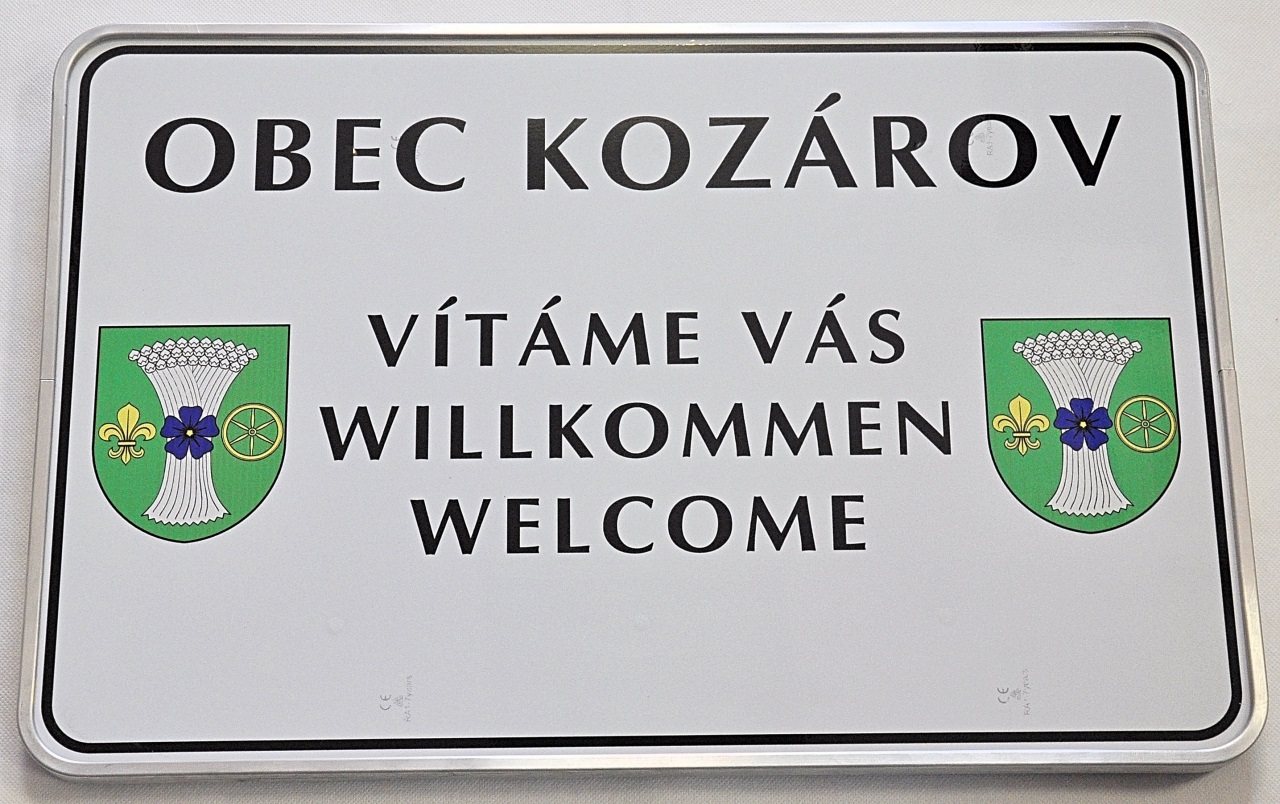 OBEC KOZÁROV
VÍTÁME VÁS
WILLKOMMEN
WELCOME